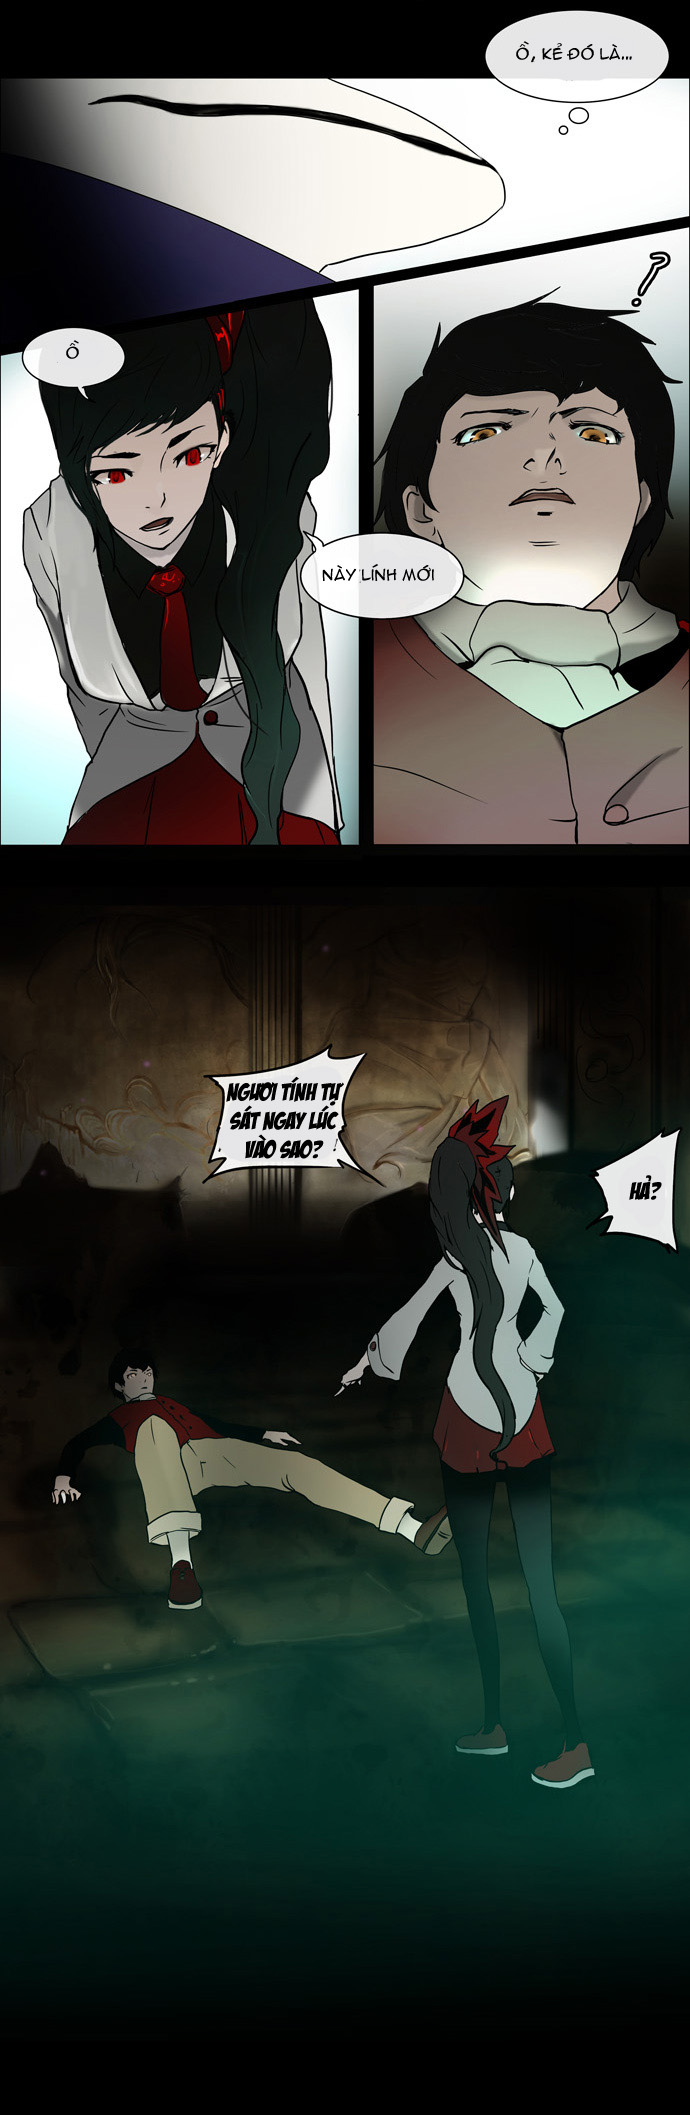 Ồ, KẺ ĐÓ LÀ...
?
Ồ
NÀY LÍNH MỚI
NGƯƠI TÍNH TỰ
SÁT NGAY LÚC
VÀO SAO?
HẢ?